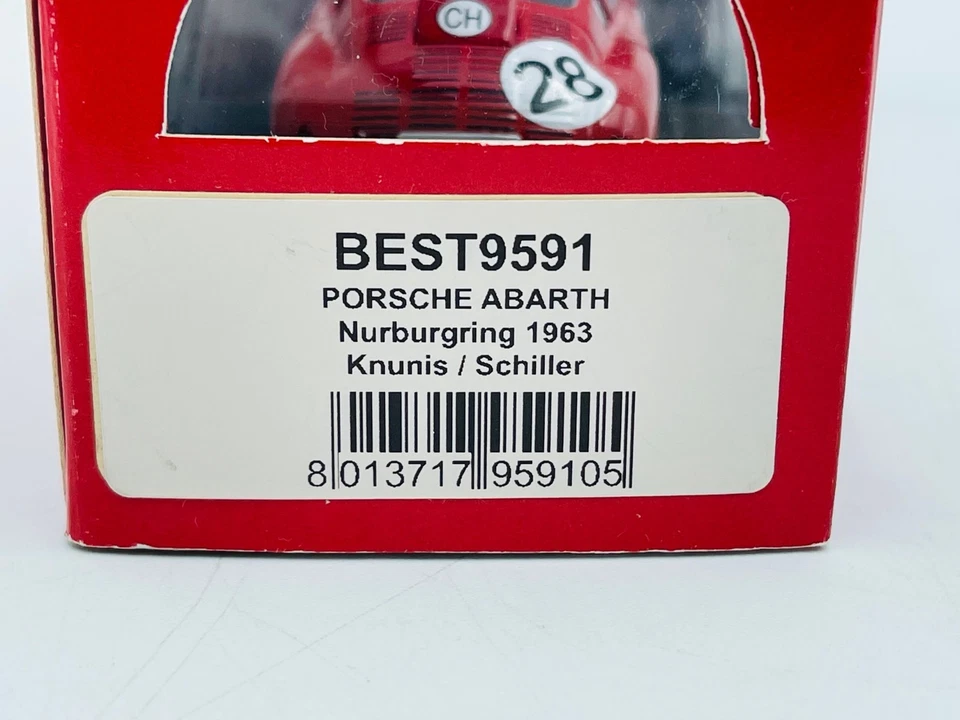 CH
28
BEST9591
PORSCHE ABARTH
Nurburgring 1963
Knunis / Schiller
8 013717 959105